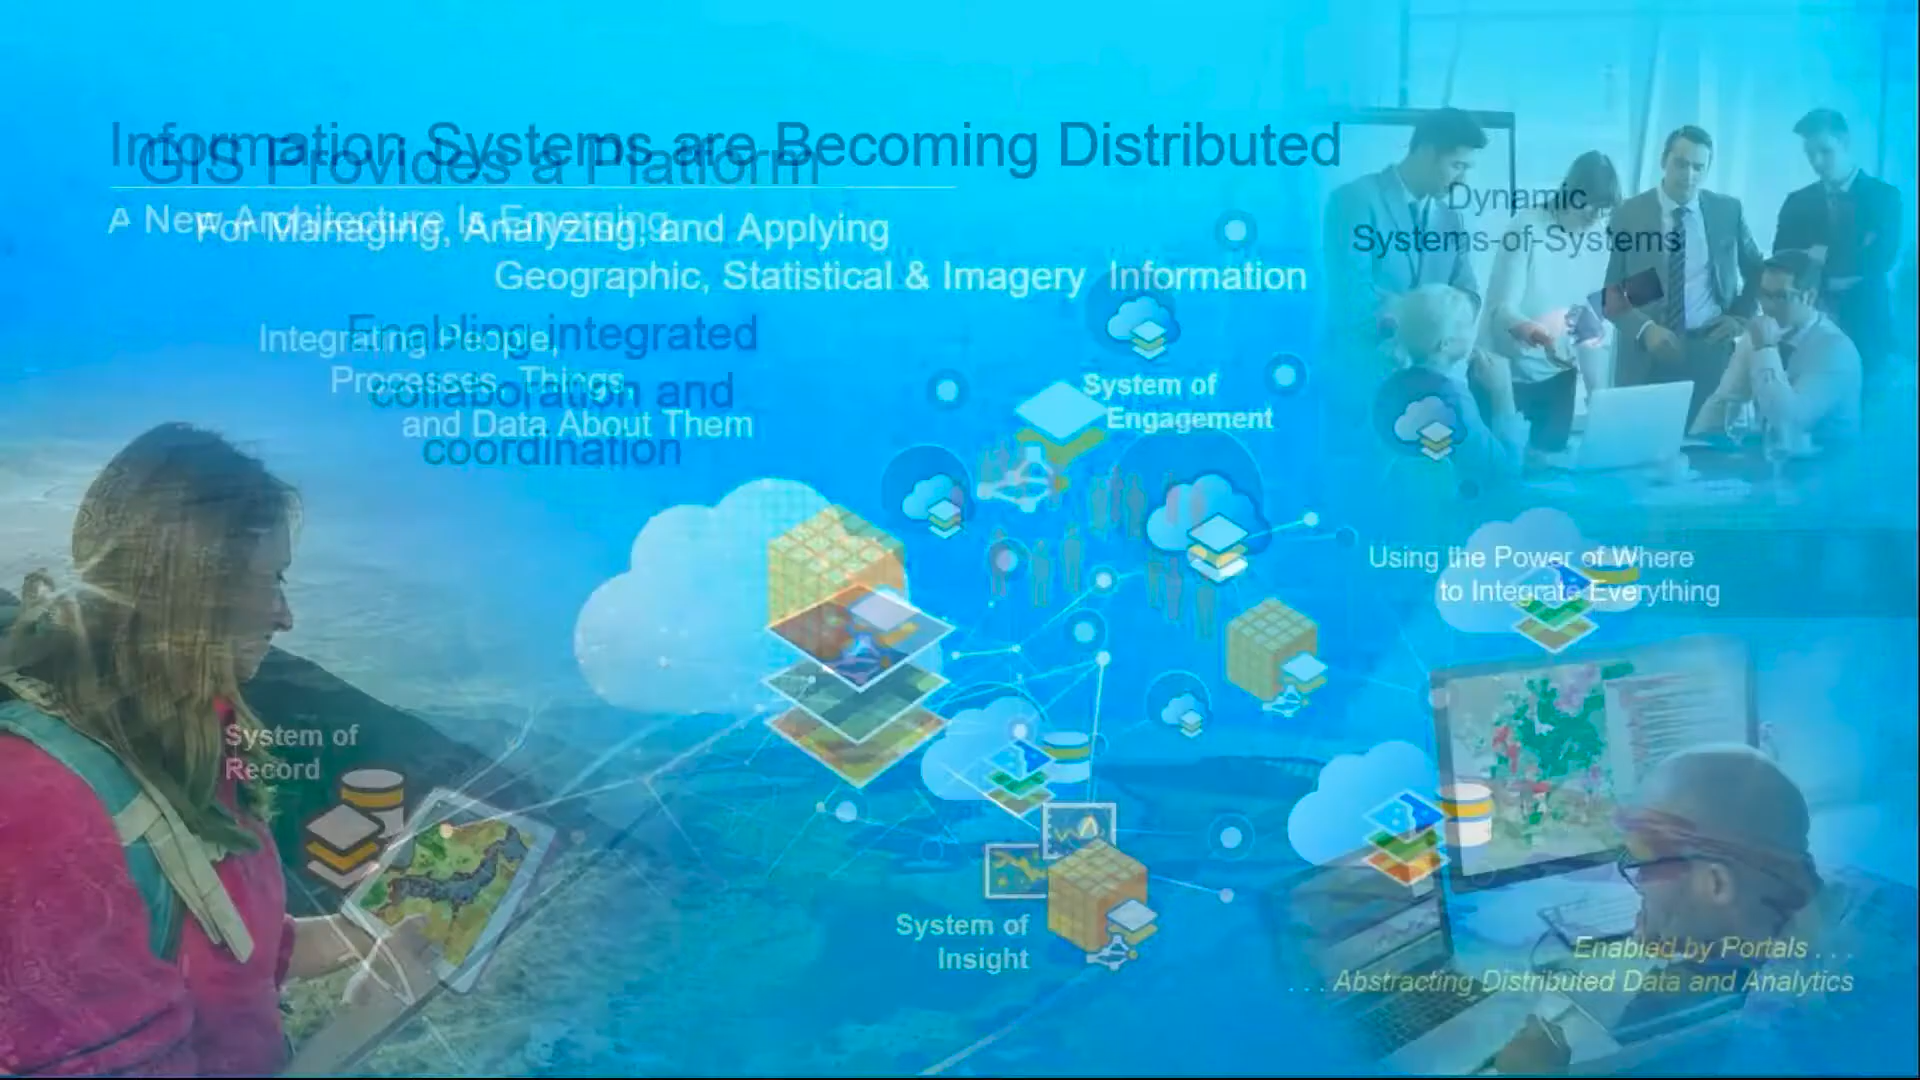 Information Systems are Becoming Distributed
GIS Provides a Platform
A New Architecture Is Emerging
For Managing, Analyzing, and Applying
Geographic, Statistical & Imagery Information
Dynamic
Systems-of-Systems
Enabling integrated
collaboration and
coordination
Integrating People,
Processes, Things,
and Data About Them
System of
Engagement
Using the Power of Where
to Integrate Everything
System of
Record
System of
Insight
Enabled by Portals . . .
. . . Abstracting Distributed Data and Analytics